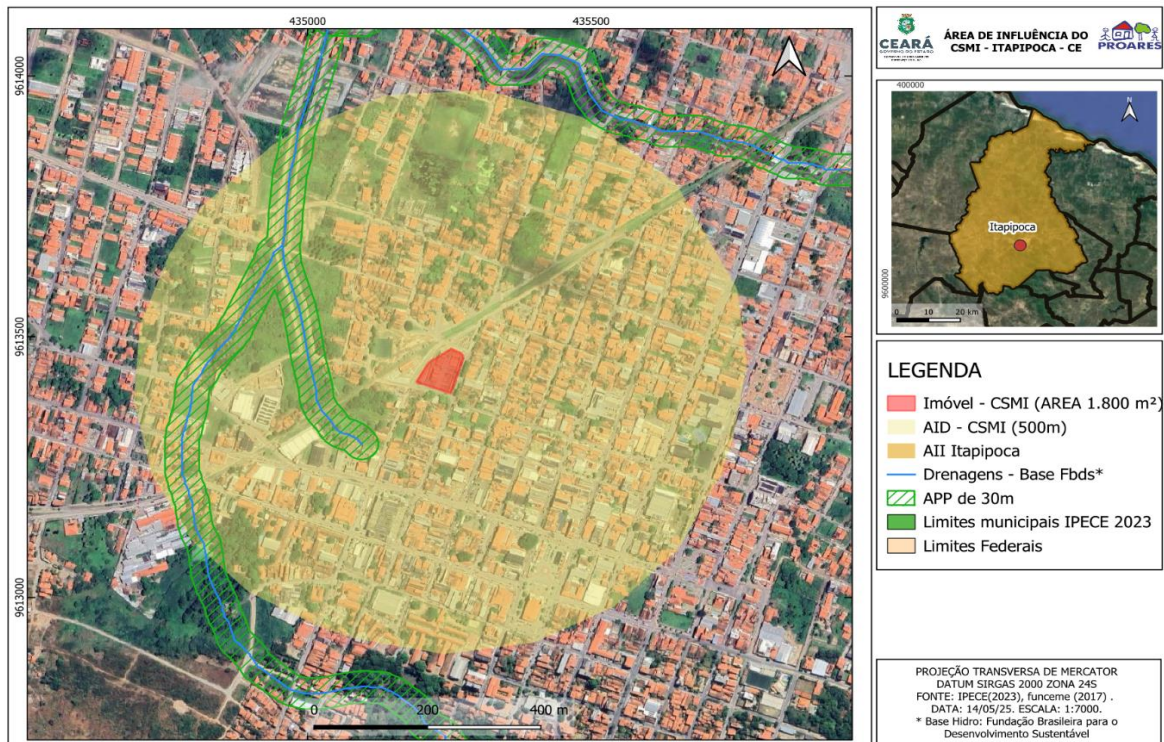 435000
435500
9614000
9613500
9613000
0
200
400 m
CEARÁ
GOVERNO DO ESTADO
ÁREA DE INFLUÊNCIA DO
CSMI - ITAPIPOCA - CE
PROARES
400000
9600000
N
Itapipoca
0 10 20 km
LEGENDA
Imóvel - CSMI (AREA 1.800 m²)
AID - CSMI (500m)
AII Itapipoca
Drenagens - Base Fbds*
APP de 30m
Limites municipais IPECE 2023
Limites Federais
PROJEÇÃO TRANSVERSA DE MERCATOR
DATUM SIRGAS 2000 ZONA 24S
FONTE: IPECE(2023), funceme (2017) .
DATA: 14/05/25. ESCALA: 1:7000.
* Base Hidro: Fundação Brasileira para o
Desenvolvimento Sustentável